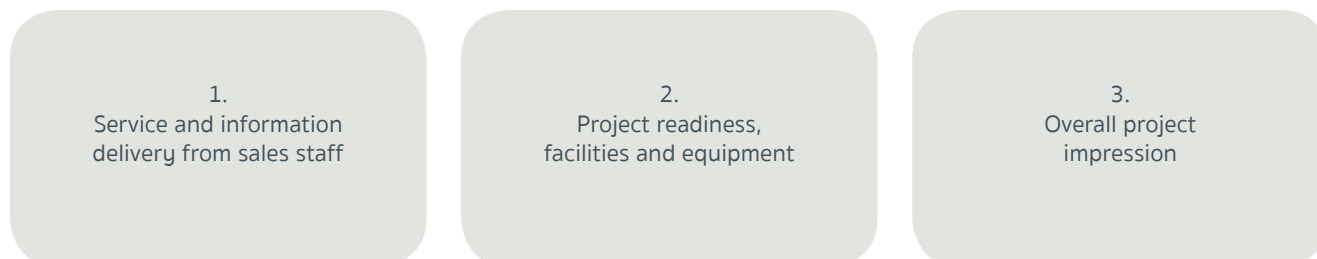 1.
Service and information
delivery from sales staff
2.
Project readiness,
facilities and equipment
3.
Overall project
impression